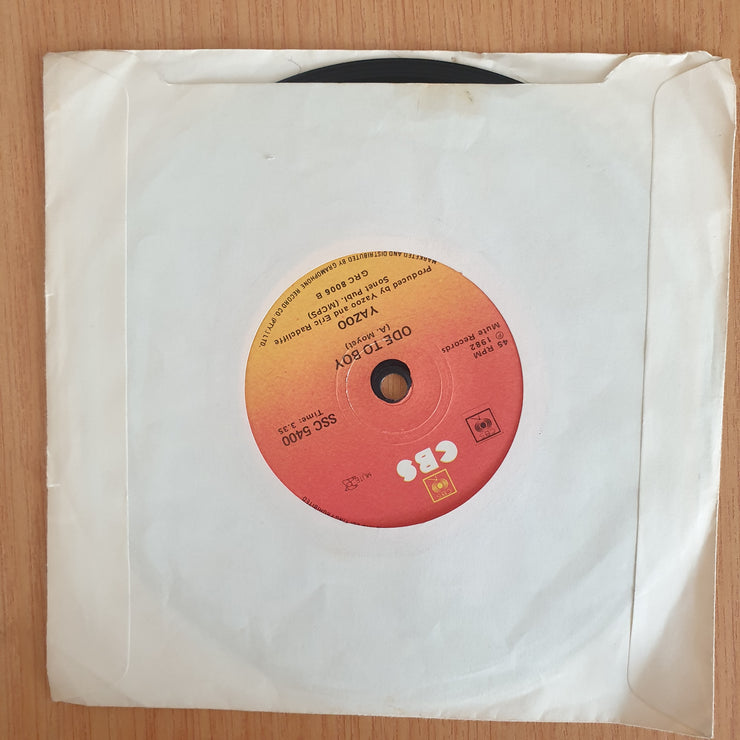 CBS
MUTE
SSC 5400
Time: 3.35
45 RPM
℗ 1982
Mute Records
ODE TO BOY
(A. Moyet)
YAZOO
Produced by Yazoo and Eric Radcliffe
Sonet Publ. (MCPS)
GRC 8006 B
MARKETED AND DISTRIBUTED BY GRAMOPHONE RECORD CO (PTY) LTD.